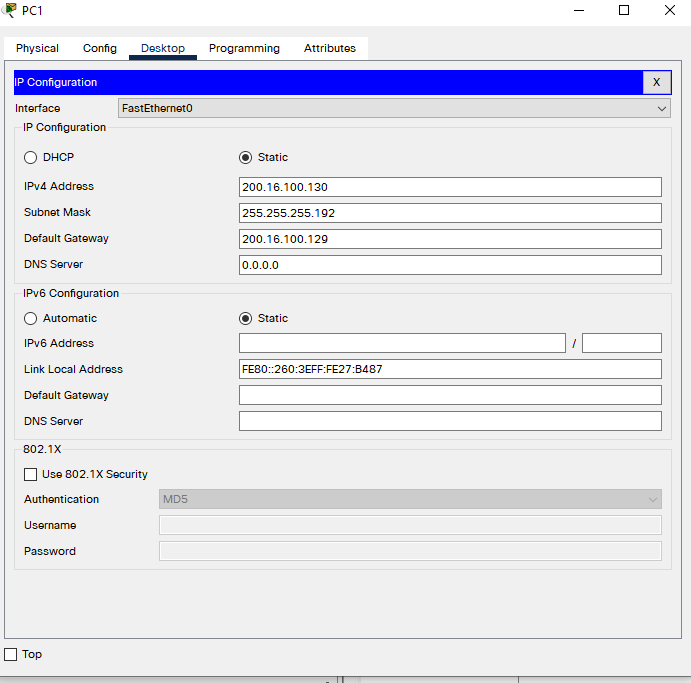 PC1
Physical Config Desktop Programming Attributes
IP Configuration X
Interface FastEthernet0
IP Configuration
DHCP Static
IPv4 Address 200.16.100.130
Subnet Mask 255.255.255.192
Default Gateway 200.16.100.129
DNS Server 0.0.0.0
IPv6 Configuration
Automatic Static
IPv6 Address /
Link Local Address FE80::260:3EFF:FE27:B487
Default Gateway
DNS Server
802.1X
Use 802.1X Security
Authentication MD5
Username
Password
Top